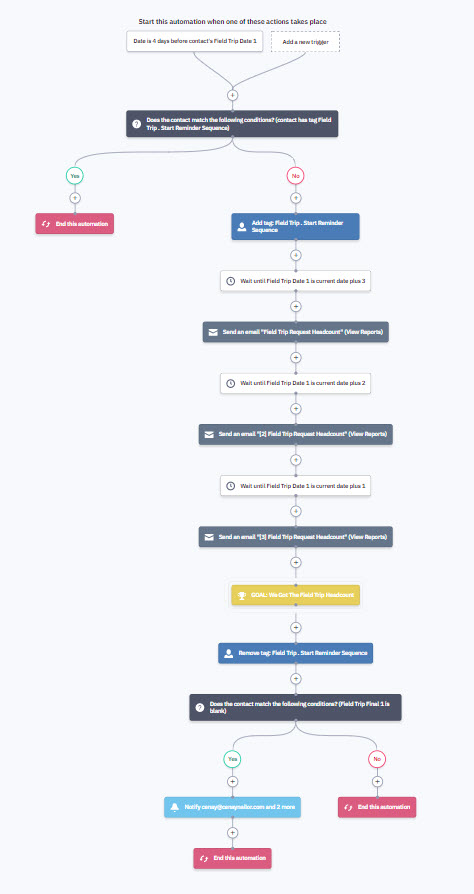 Start this automation when one of these actions takes place
Date is 4 days before contact's Field Trip Date 1
Add a new trigger
Does the contact match the following conditions? (contact has tag Field
Trip . Start Reminder Sequence)
Yes
No
End this automation
Add tag: Field Trip . Start Reminder
Sequence
Wait until Field Trip Date 1 is current date plus 3
Send an email "Field Trip Request Headcount" (View Reports)
Wait until Field Trip Date 1 is current date plus 2
Send an email "[2] Field Trip Request Headcount" (View Reports)
Wait until Field Trip Date 1 is current date plus 1
Send an email "[3] Field Trip Request Headcount" (View Reports)
GOAL: We Got The Field Trip Headcount
Remove tag: Field Trip . Start Reminder Sequence
Does the contact match the following conditions? (Field Trip Final 1 is
blank)
Yes
No
Notify and 2 more
End this automation
End this automation